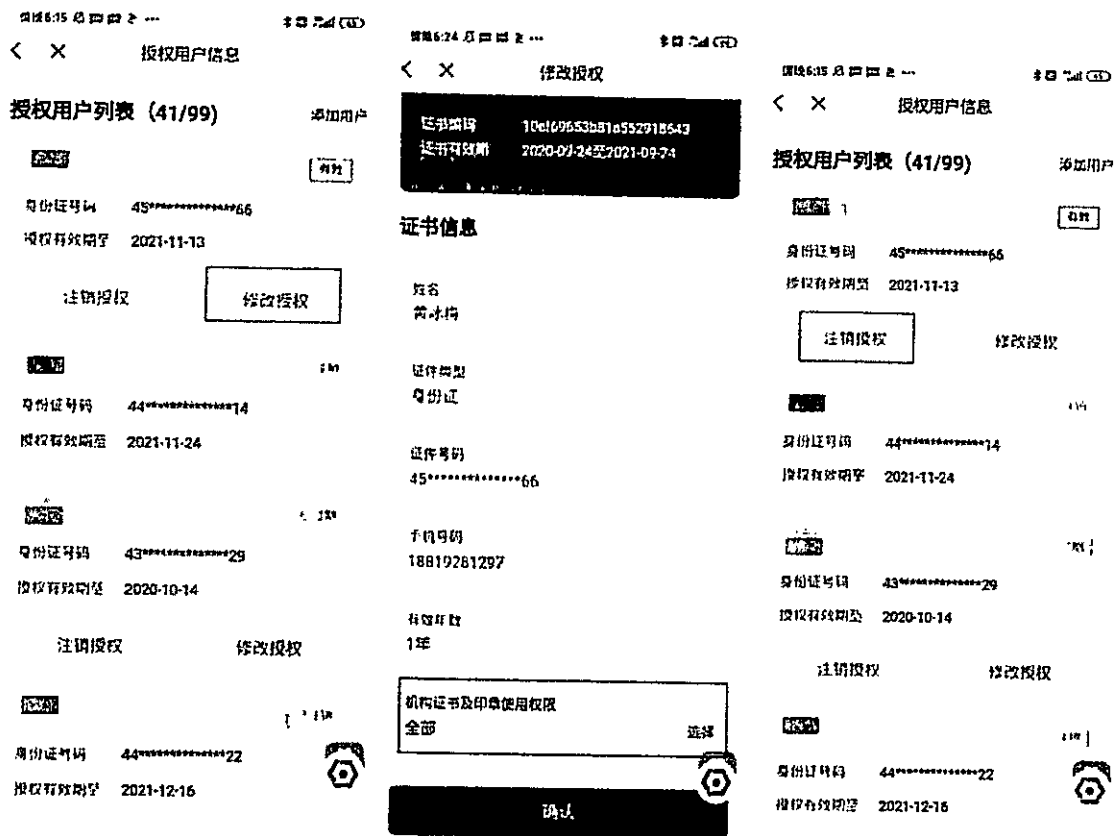 授权用户信息
授权用户列表（41/99）
添加用户
有效
身份证号码 45**************66
授权有效期至 2021-11-13
注销授权
修改授权
身份证号码 44**************14
授权有效期至 2021-11-24
身份证号码 43**************29
授权有效期至 2020-10-14
注销授权
修改授权
身份证号码 44**************22
授权有效期至 2021-12-16
修改授权
证书编码
证书有效期 2020-09-24至2021-09-24
证书信息
姓名
证件类型
身份证
证件号码
45**************66
手机号码
18819281297
有效年数
1年
机构证书及印章使用权限
全部
选择
确认
授权用户信息
授权用户列表（41/99）
添加用户
有效
身份证号码 45**************66
授权有效期至 2021-11-13
注销授权
修改授权
身份证号码 44**************14
授权有效期至 2021-11-24
身份证号码 43**************29
授权有效期至 2020-10-14
注销授权
修改授权
身份证号码 44**************22
授权有效期至 2021-12-16